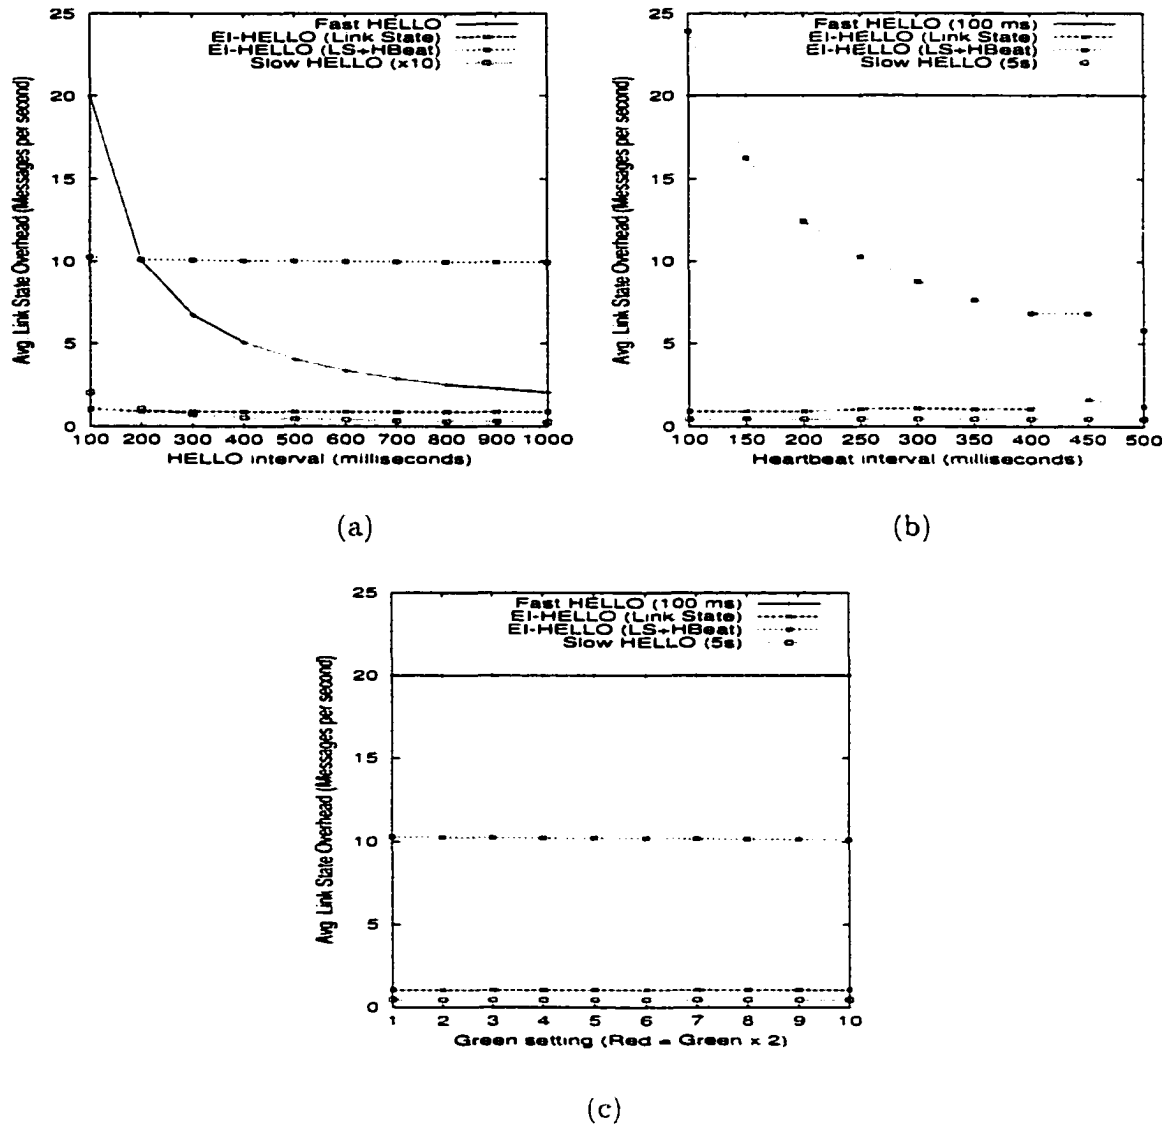 Fast HELLO
EI-HELLO (Link State)
EI-HELLO (LS+HBeat)
Slow HELLO (x10)
Avg Link State Overhead (Messages per second)
25
20
15
10
5
0
100 200 300 400 500 600 700 800 900 1000
HELLO interval (milliseconds)
(a)
Fast HELLO (100 ms)
EI-HELLO (Link State)
EI-HELLO (LS+HBeat)
Slow HELLO (5s)
Avg Link State Overhead (Messages per second)
25
20
15
10
5
0
100 150 200 250 300 350 400 450 500
Heartbeat interval (milliseconds)
(b)
Fast HELLO (100 ms)
EI-HELLO (Link State)
EI-HELLO (LS+HBeat)
Slow HELLO (5s)
Avg Link State Overhead (Messages per second)
25
20
15
10
5
0
1 2 3 4 5 6 7 8 9 10
Green setting (Red = Green x 2)
(c)